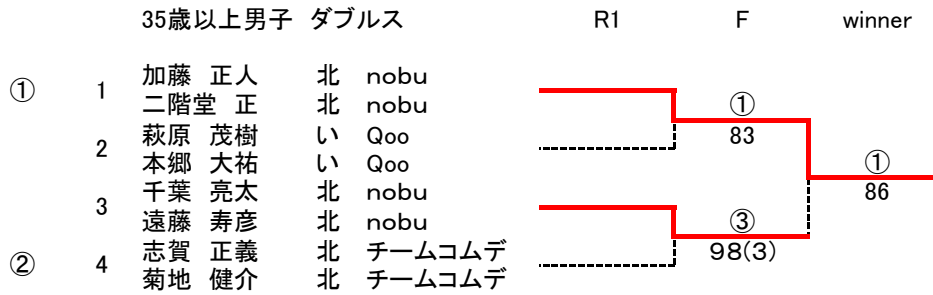 35歳以上男子 ダブルス R1 F winner
① 1 加藤 正人 北 nobu
二階堂 正 北 nobu
①
83
2 萩原 茂樹 い Qoo
本郷 大祐 い Qoo
①
86
3 千葉 亮太 北 nobu
遠藤 寿彦 北 nobu
③
98(3)
② 4 志賀 正義 北 チームコムデ
菊地 健介 北 チームコムデ